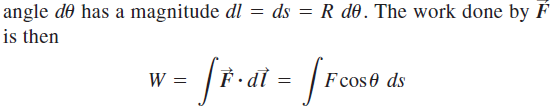 angle dθ has a magnitude dl = ds = R dθ. The work done by F⃗
is then
W = ∫ F⃗ · dl⃗ = ∫ F cos θ ds